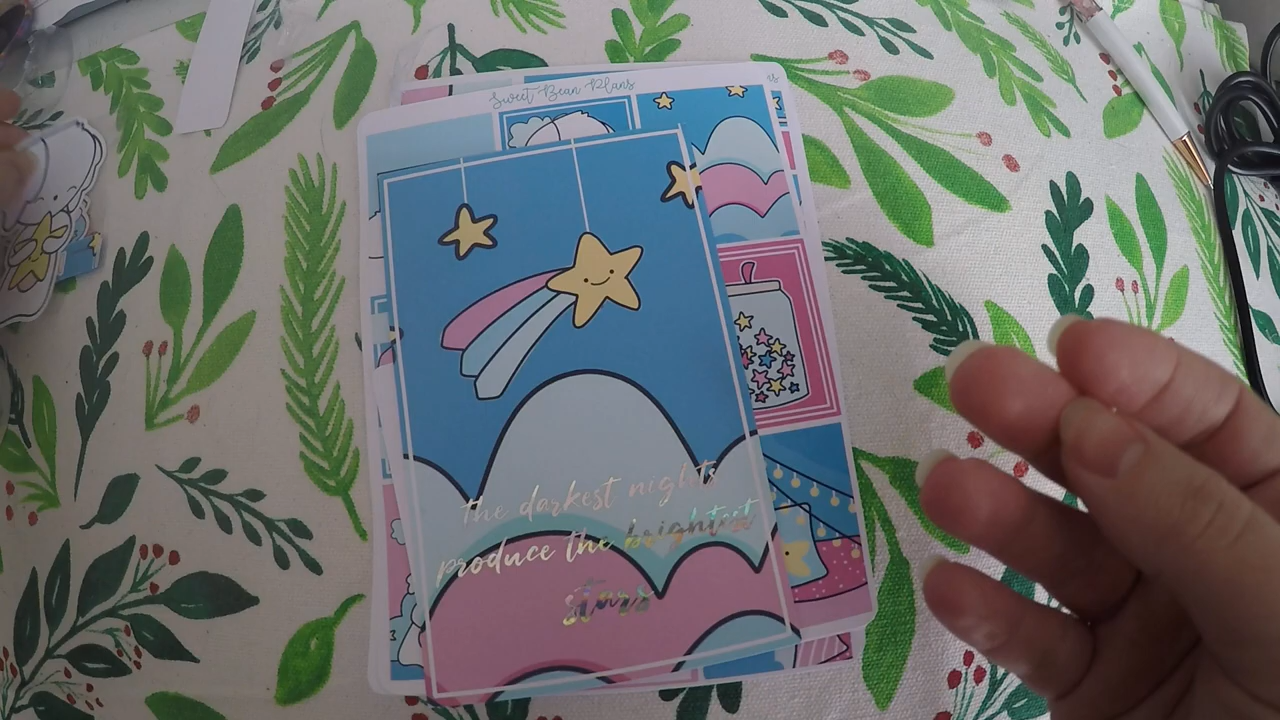 Sweet Bean Plans
the darkest nights
produce the brightest
stars